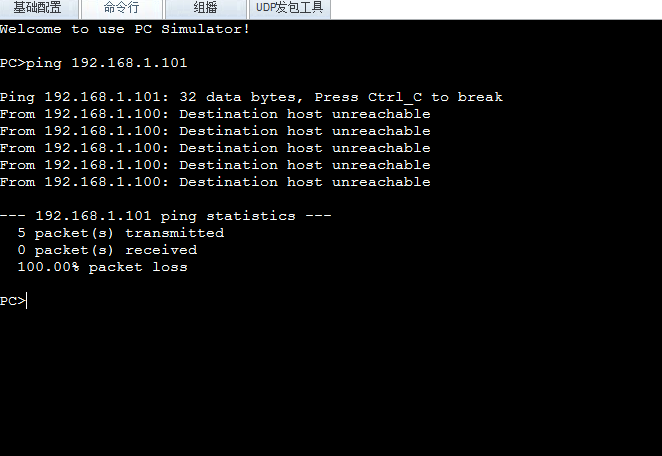 基础配置 命令行 组播 UDP发包工具
Welcome to use PC Simulator!
PC>ping 192.168.1.101
Ping 192.168.1.101: 32 data bytes, Press Ctrl_C to break
From 192.168.1.100: Destination host unreachable
From 192.168.1.100: Destination host unreachable
From 192.168.1.100: Destination host unreachable
From 192.168.1.100: Destination host unreachable
From 192.168.1.100: Destination host unreachable
--- 192.168.1.101 ping statistics ---
5 packet(s) transmitted
0 packet(s) received
100.00% packet loss
PC>